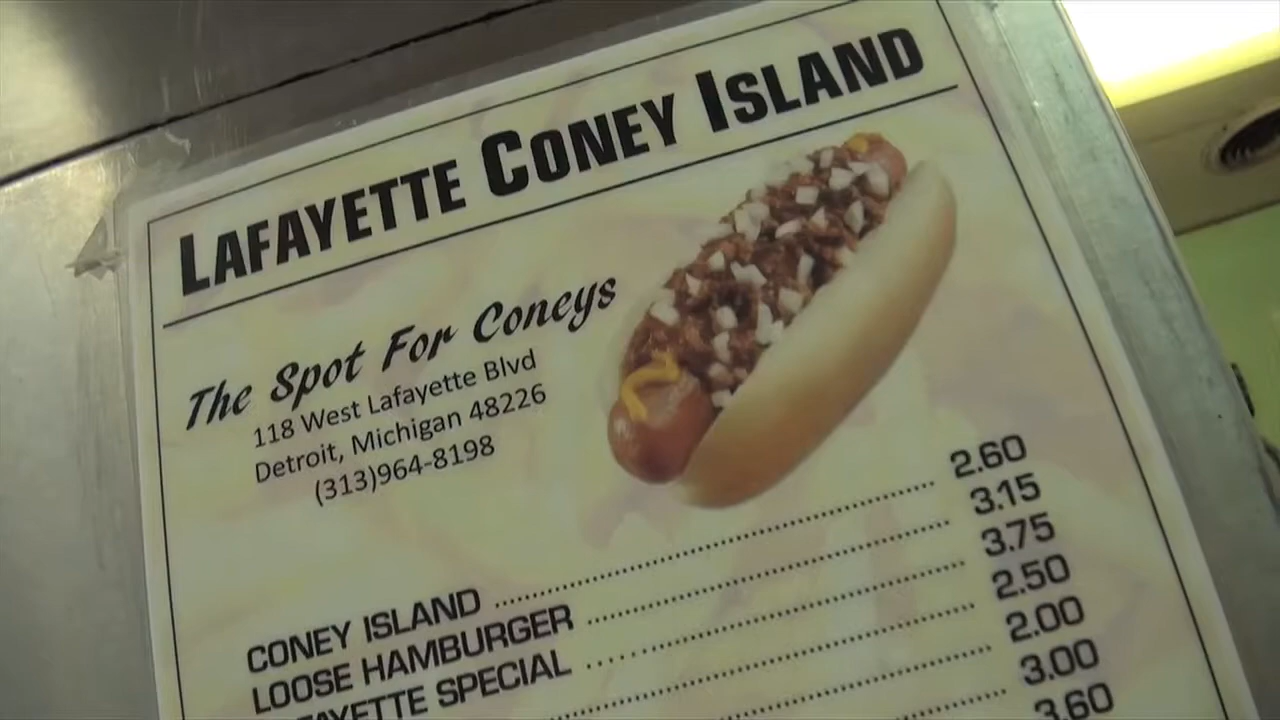 LAFAYETTE CONEY ISLAND
The Spot For Coneys
118 West Lafayette Blvd
Detroit, Michigan 48226
(313)964-8198
CONEY ISLAND 2.60
LOOSE HAMBURGER 3.15
SPECIAL 3.75
2.50
2.00
3.00
3.60